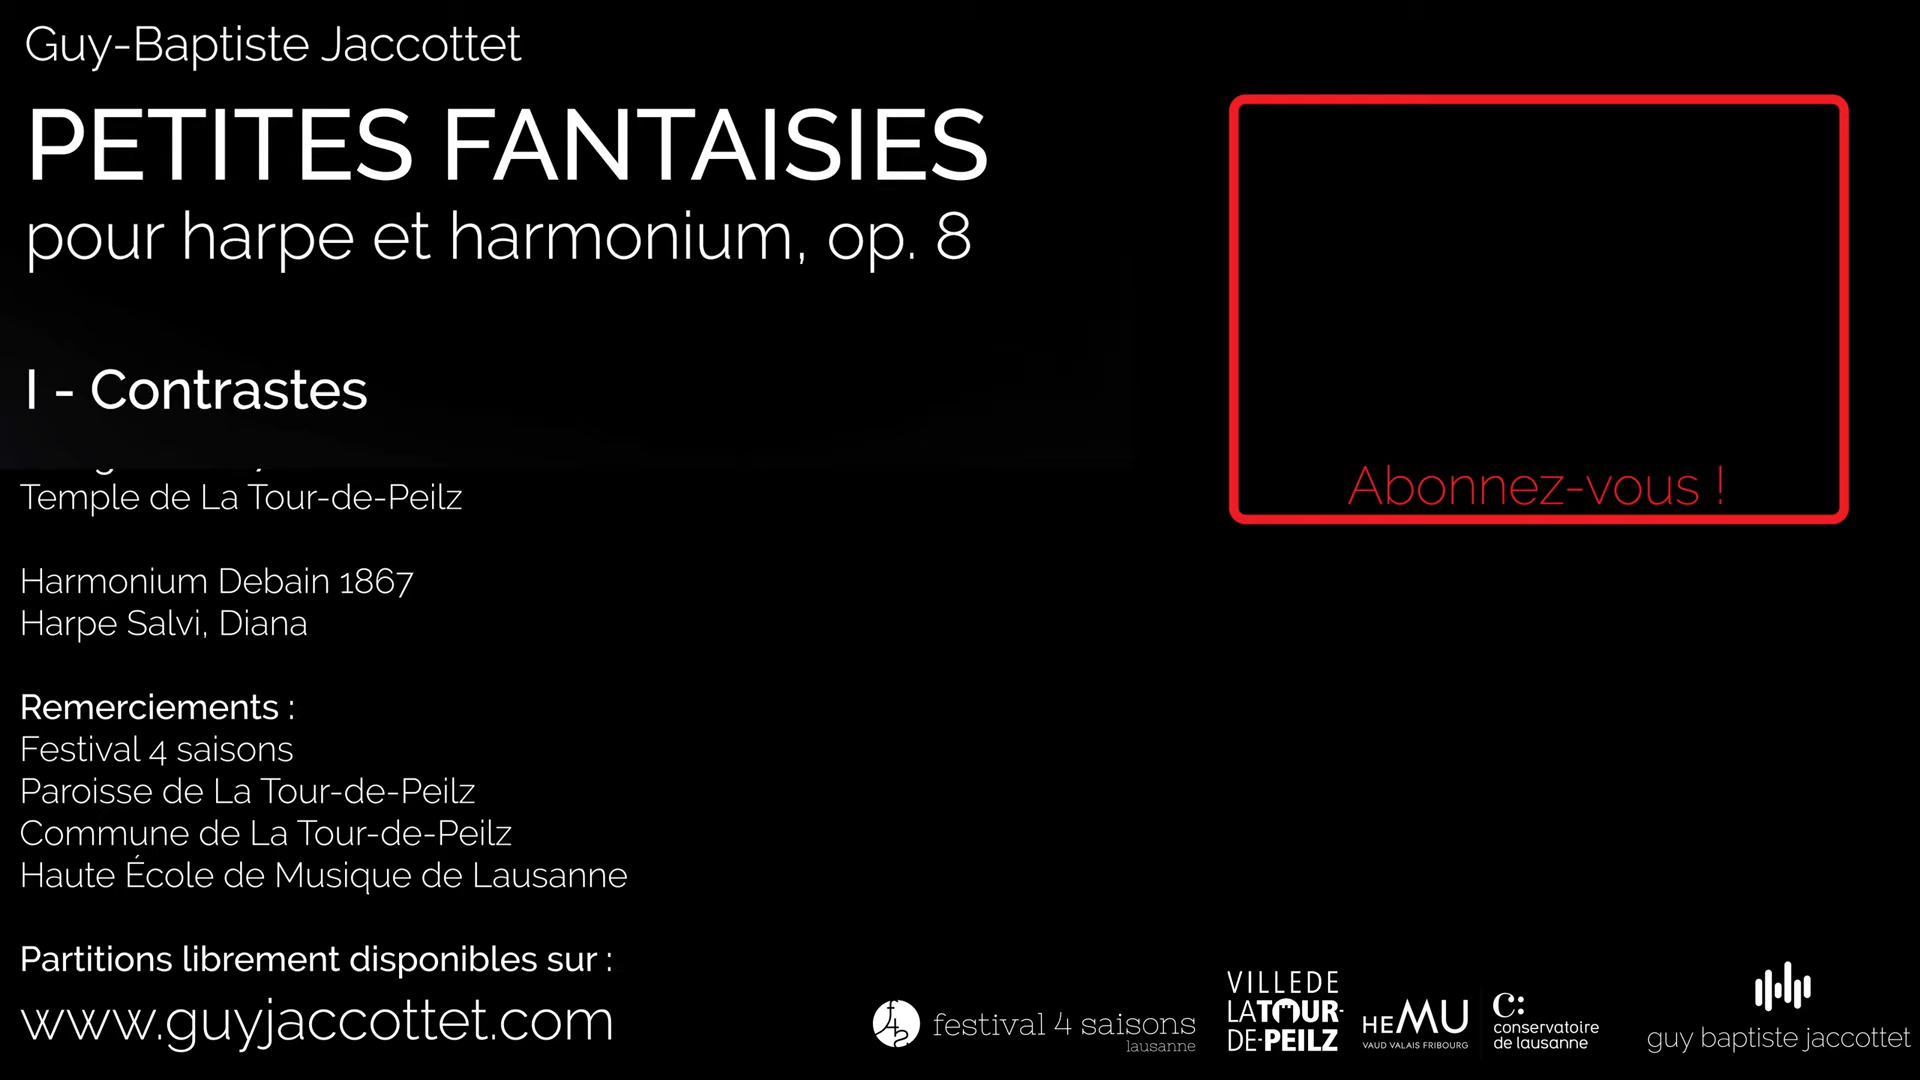 Guy-Baptiste Jaccottet
PETITES FANTAISIES
pour harpe et harmonium, op. 8
I - Contrastes
Temple de La Tour-de-Peilz
Harmonium Debain 1867
Harpe Salvi, Diana
Remerciements :
Festival 4 saisons
Paroisse de La Tour-de-Peilz
Commune de La Tour-de-Peilz
Haute École de Musique de Lausanne
Partitions librement disponibles sur :
www.guyjaccottet.com
Abonnez-vous !
f4s
festival 4 saisons
lausanne
VILLE DE
LA TOUR-
DE-PEILZ
HEMU
VAUD VALAIS FRIBOURG
C:
conservatoire
de lausanne
guy baptiste jaccottet